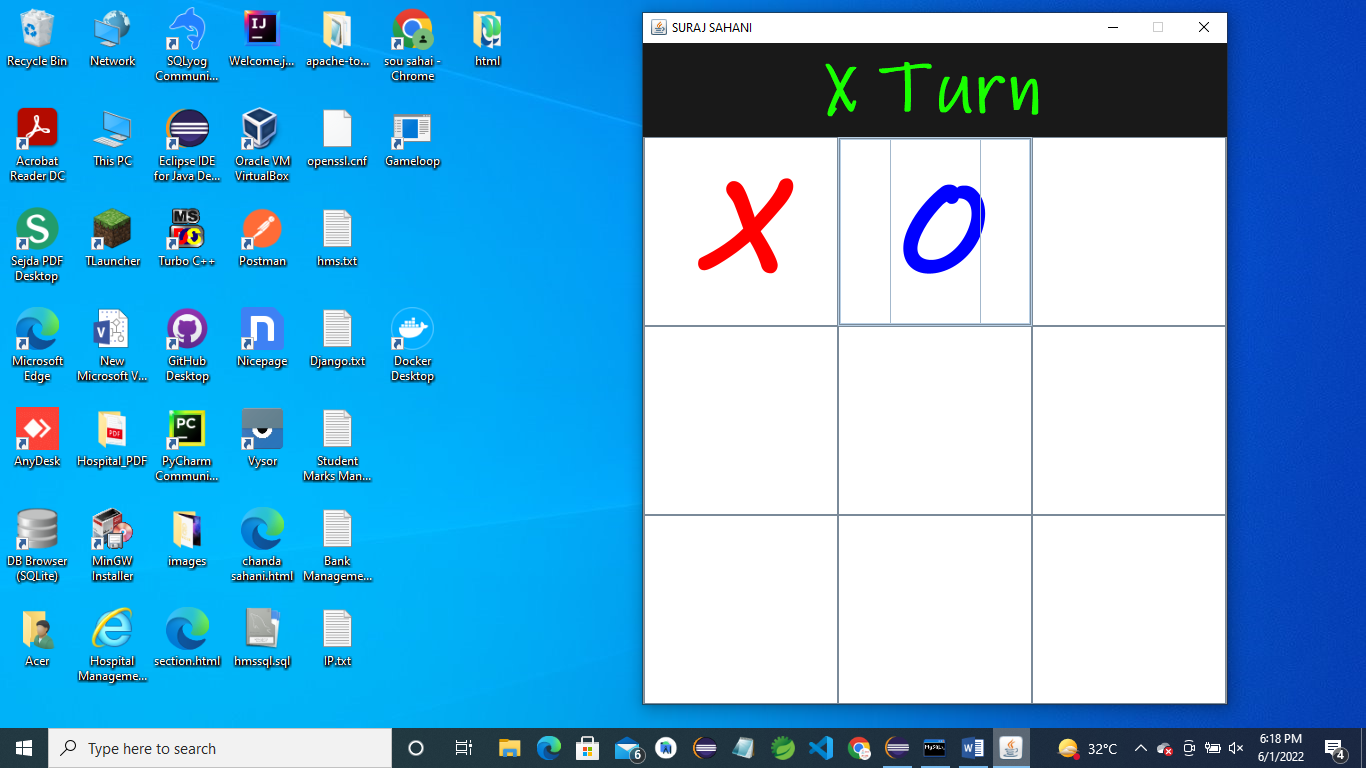 Recycle Bin
Network
SQLyog
Communi...
Welcome.j...
apache-to...
sou sahai -
Chrome
html
Acrobat
Reader DC
This PC
Eclipse IDE
for Java De...
Oracle VM
VirtualBox
openssl.cnf
Gameloop
Sejda PDF
Desktop
TLauncher
Turbo C++
Postman
hms.txt
Microsoft
Edge
New
Microsoft V...
GitHub
Desktop
Nicepage
Django.txt
Docker
Desktop
AnyDesk
Hospital_PDF
PyCharm
Communi...
Vysor
Student
Marks Man...
DB Browser
(SQLite)
MinGW
Installer
images
chanda
sahani.html
Bank
Manageme...
Acer
Hospital
Manageme...
section.html
hmssql.sql
IP.txt
SURAJ SAHANI
X Turn
X O
Type here to search
6
32°C
6:18 PM
6/1/2022
4